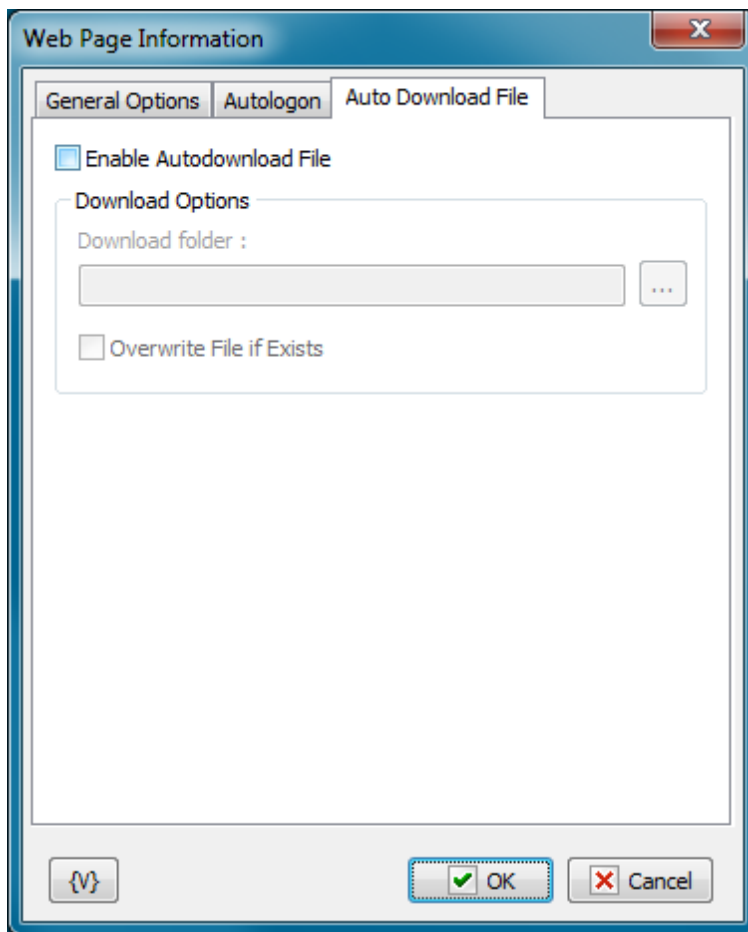 Web Page Information
General Options Autologon Auto Download File
Enable Autodownload File
Download Options
Download folder :
...
Overwrite File if Exists
{V} OK Cancel